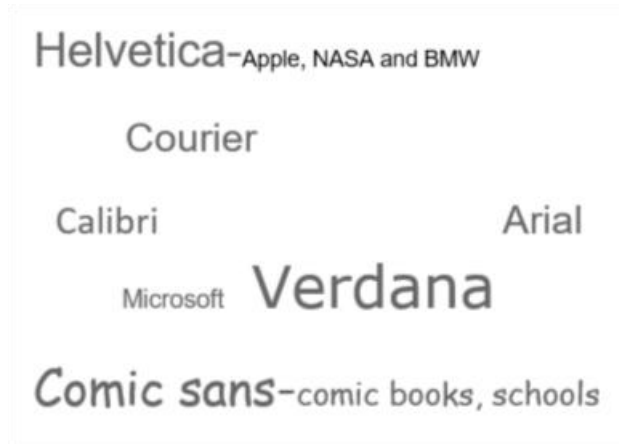 Helvetica-Apple, NASA and BMW
Courier
Calibri Arial
Microsoft Verdana
Comic sans-comic books, schools